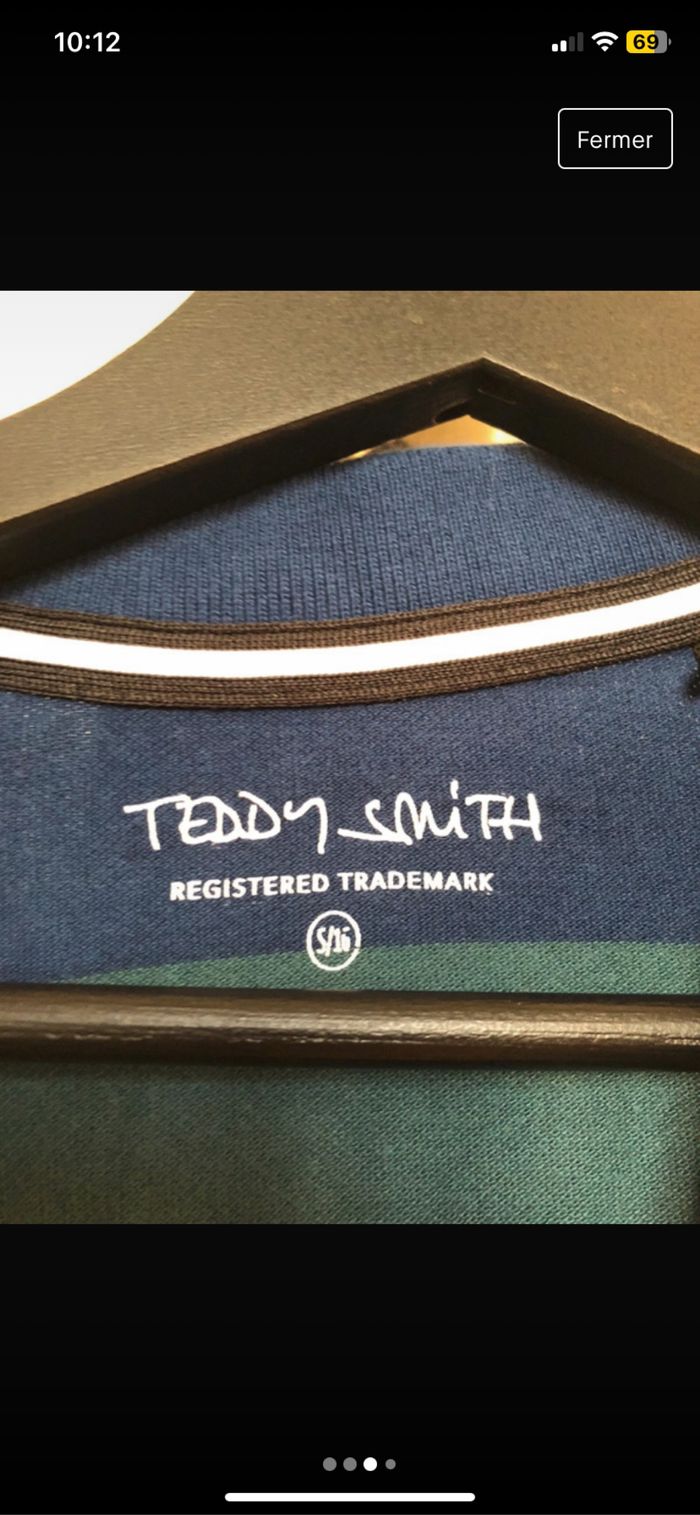 10:12
69
Fermer
TEDDY SMiTH
REGISTERED TRADEMARK
S/16